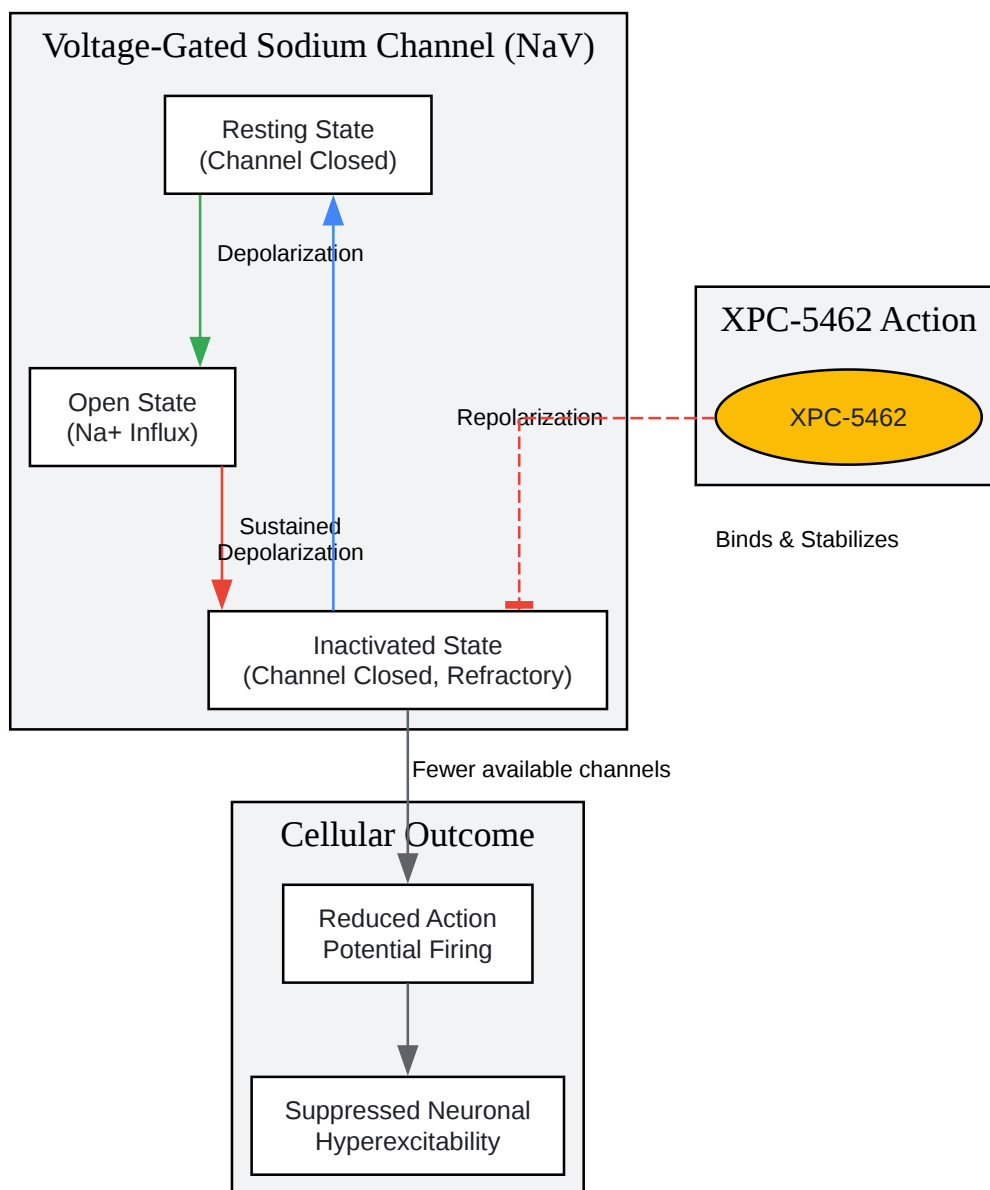 Voltage-Gated Sodium Channel (NaV)
Resting State
(Channel Closed)
Depolarization
XPC-5462 Action
Open State
(Na+ Influx)
Repolarization
XPC-5462
Sustained
Depolarization
Binds & Stabilizes
Inactivated State
(Channel Closed, Refractory)
Fewer available channels
Cellular Outcome
Reduced Action
Potential Firing
Suppressed Neuronal
Hyperexcitability